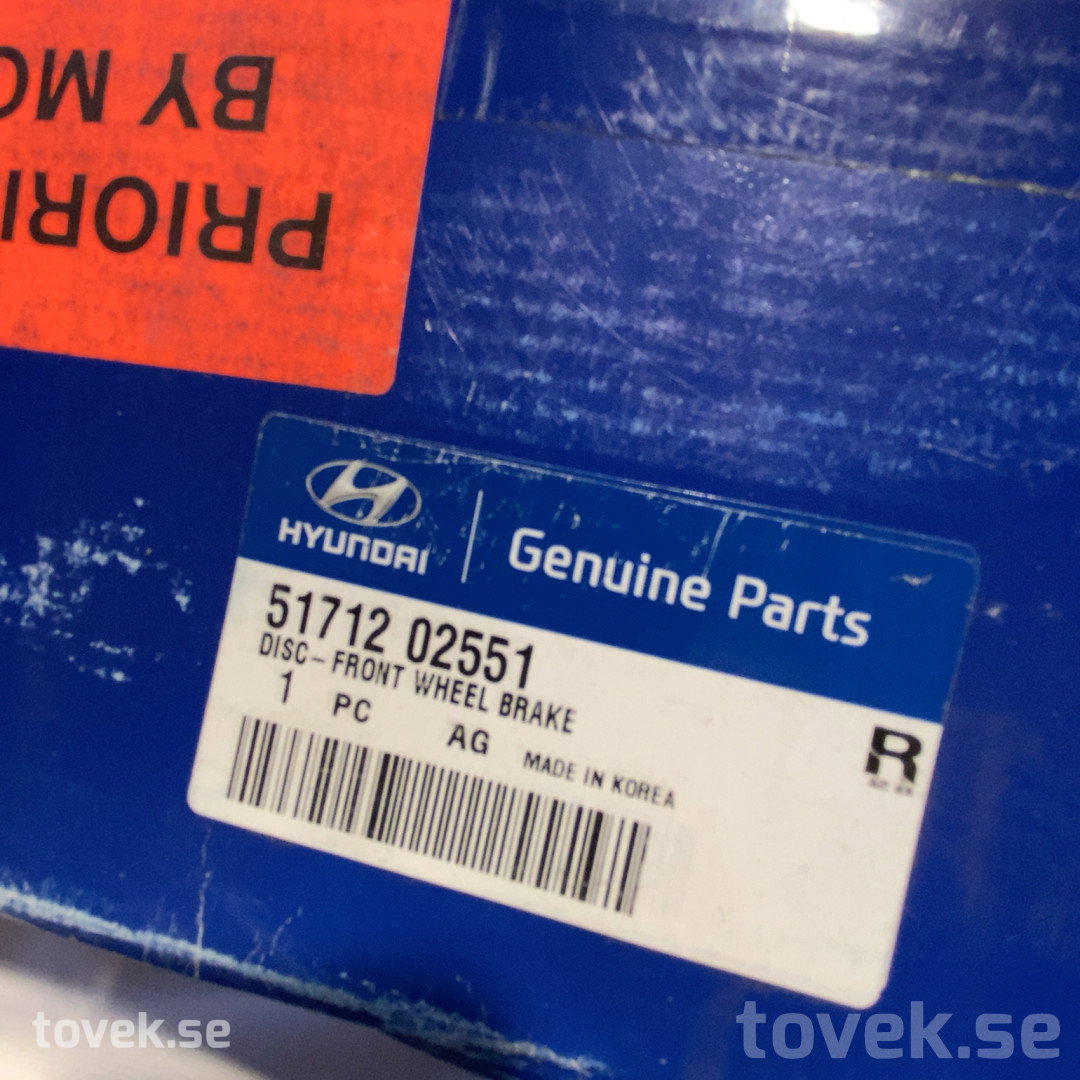 PRIORI
BY MO
HYUNDAI
Genuine Parts
51712 02551
DISC-FRONT WHEEL BRAKE
1 PC AG MADE IN KOREA
R
tovek.se
tovek.se